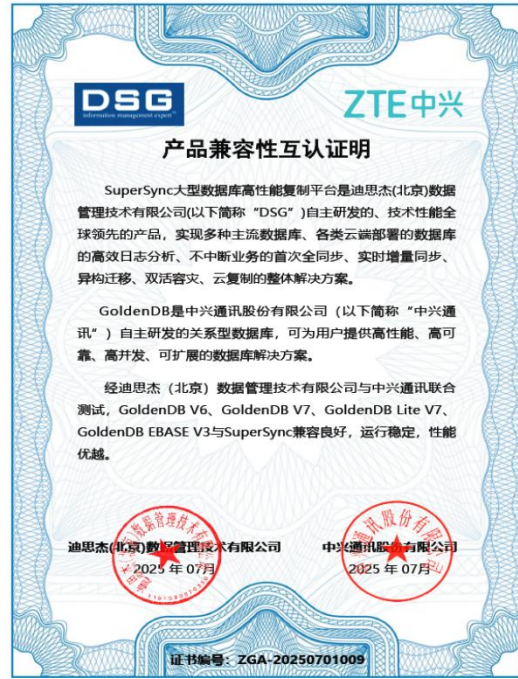 DSG
information management expert
ZTE中兴
产品兼容性互认证明
SuperSync大型数据库高性能复制平台是迪思杰(北京)数据
管理技术有限公司(以下简称“DSG”)自主研发的、技术性能全
球领先的产品，实现多种主流数据库、各类云端部署的数据库
的高效日志分析、不中断业务的首次全同步、实时增量同步、
异构迁移、双活容灾、云复制的整体解决方案。
GoldenDB是中兴通讯股份有限公司（以下简称“中兴通
讯”）自主研发的关系型数据库，可为用户提供高性能、高可
靠、高并发、可扩展的数据库解决方案。
经迪思杰（北京）数据管理技术有限公司与中兴通讯联合
测试，GoldenDB V6、GoldenDB V7、GoldenDB Lite V7、
GoldenDB EBASE V3与SuperSync兼容良好，运行稳定，性能
优越。
迪思杰(北京)数据管理技术有限公司
2025 年 07月
中兴通讯股份有限公司
2025 年 07月
证书编号：ZGA-20250701009